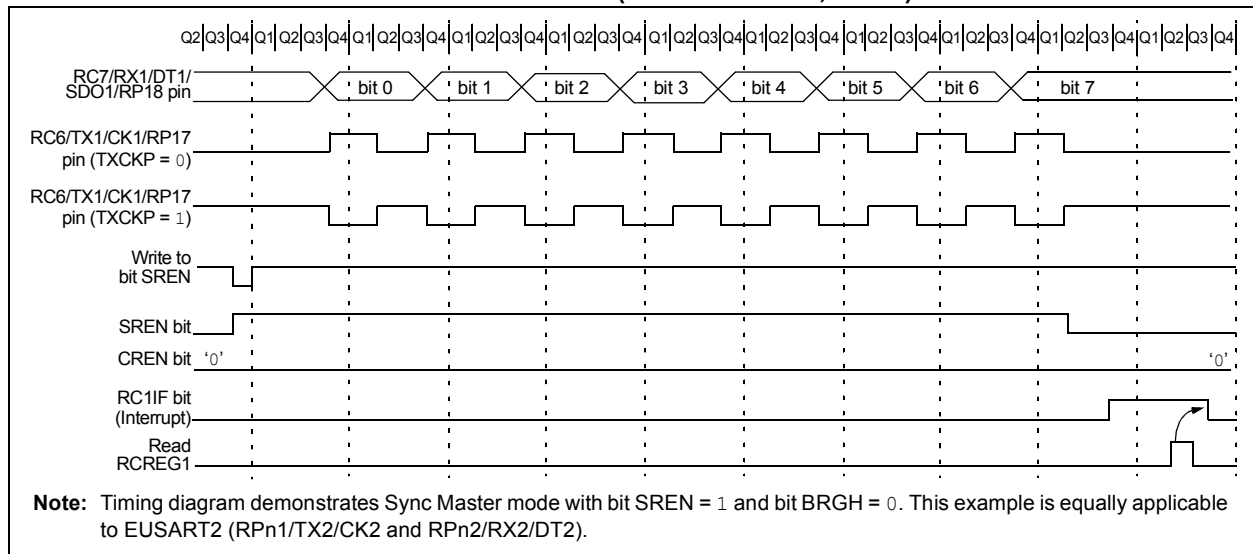 Q2 Q3 Q4 Q1 Q2 Q3 Q4 Q1 Q2 Q3 Q4 Q1 Q2 Q3 Q4 Q1 Q2 Q3 Q4 Q1 Q2 Q3 Q4 Q1 Q2 Q3 Q4 Q1 Q2 Q3 Q4 Q1 Q2 Q3 Q4 Q1 Q2 Q3 Q4 Q1 Q2 Q3 Q4
RC7/RX1/DT1/
SDO1/RP18 pin
bit 0 bit 1 bit 2 bit 3 bit 4 bit 5 bit 6 bit 7
RC6/TX1/CK1/RP17
pin (TXCKP = 0)
RC6/TX1/CK1/RP17
pin (TXCKP = 1)
Write to
bit SREN
SREN bit
CREN bit ‘0’ ‘0’
RC1IF bit
(Interrupt)
Read
RCREG1
Note: Timing diagram demonstrates Sync Master mode with bit SREN = 1 and bit BRGH = 0. This example is equally applicable
to EUSART2 (RPn1/TX2/CK2 and RPn2/RX2/DT2).